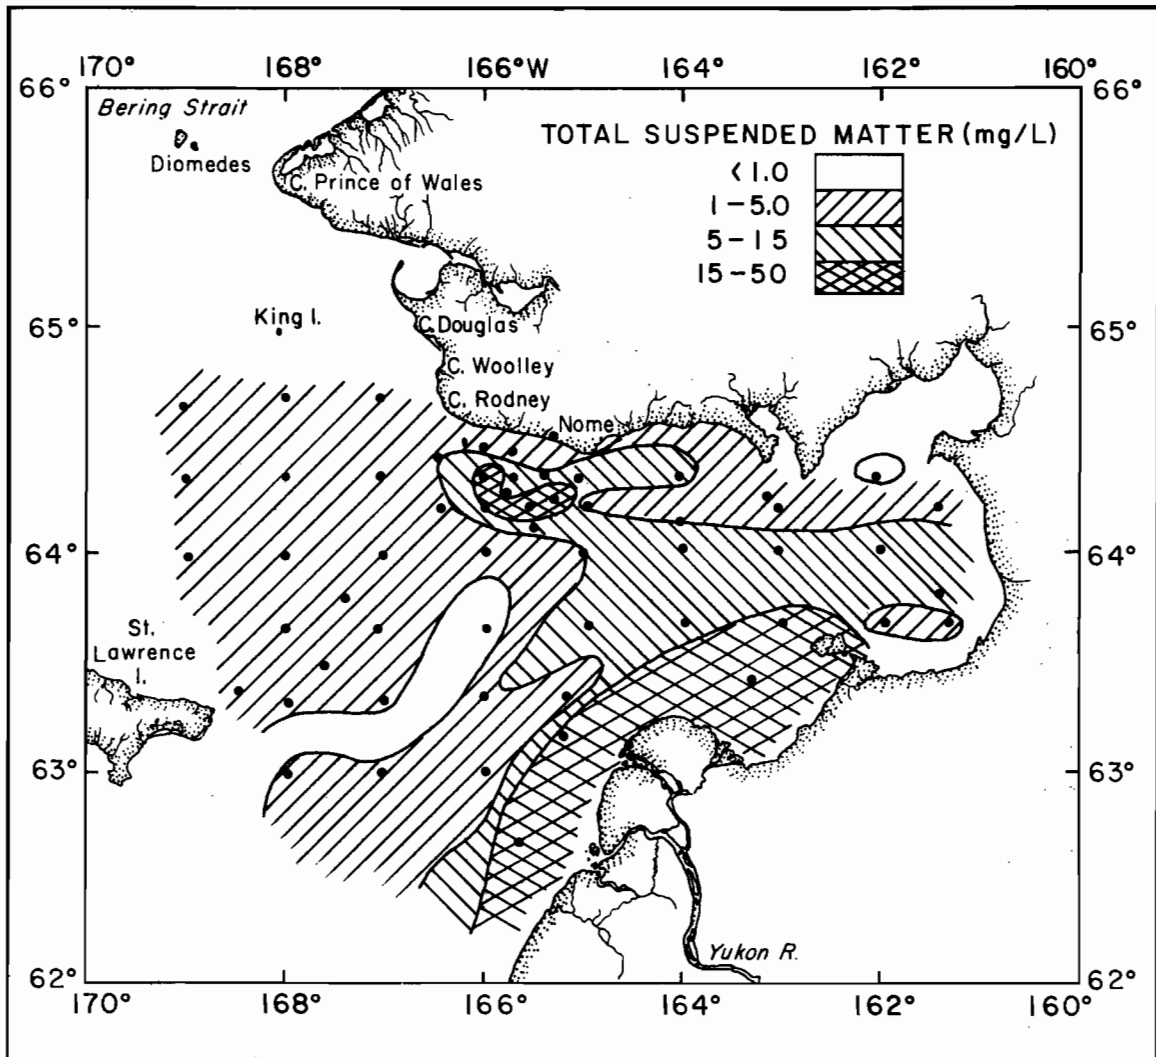 170° 168° 166°W 164° 162° 160°
66° 66°
Bering Strait
Diomedes
C. Prince of Wales
TOTAL SUSPENDED MATTER (mg/L)
<1.0
1-5.0
5-15
15-50
King I.
65° 65°
C. Douglas
C. Woolley
C. Rodney
Nome
64° 64°
St.
Lawrence
I.
63° 63°
Yukon R.
62° 62°
170° 168° 166° 164° 162° 160°